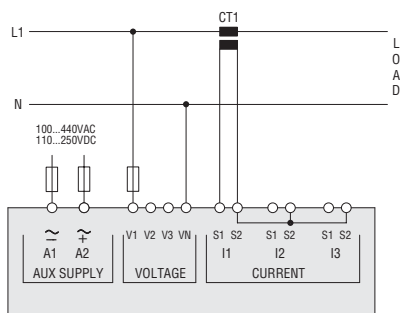 CT1
L1
LOAD
N
100...440VAC
110...250VDC
V1 V2 V3 VN S1 S2 S1 S2 S1 S2
A1 A2 I1 I2 I3
AUX SUPPLY VOLTAGE CURRENT